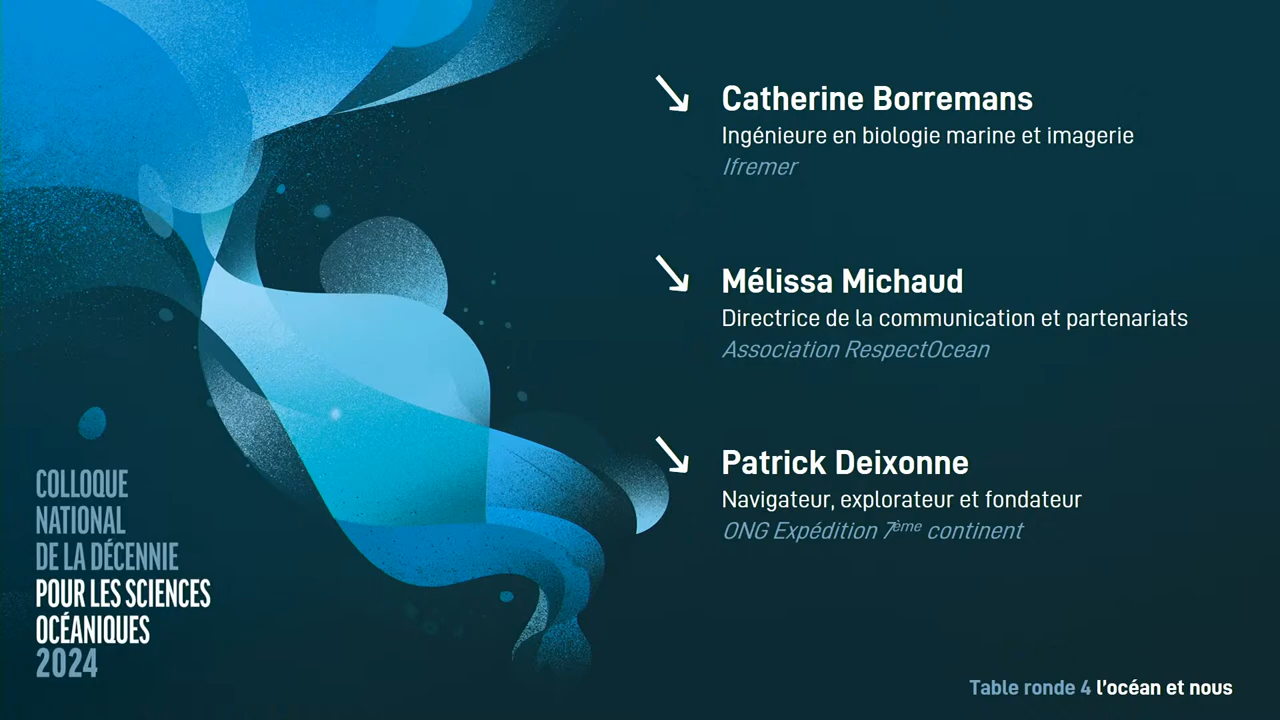 Catherine Borremans
Ingénieure en biologie marine et imagerie
Ifremer
Mélissa Michaud
Directrice de la communication et partenariats
Association RespectOcean
Patrick Deixonne
Navigateur, explorateur et fondateur
ONG Expédition 7ème continent
COLLOQUE
NATIONAL
DE LA DÉCENNIE
POUR LES SCIENCES
OCÉANIQUES
2024
Table ronde 4 l'océan et nous